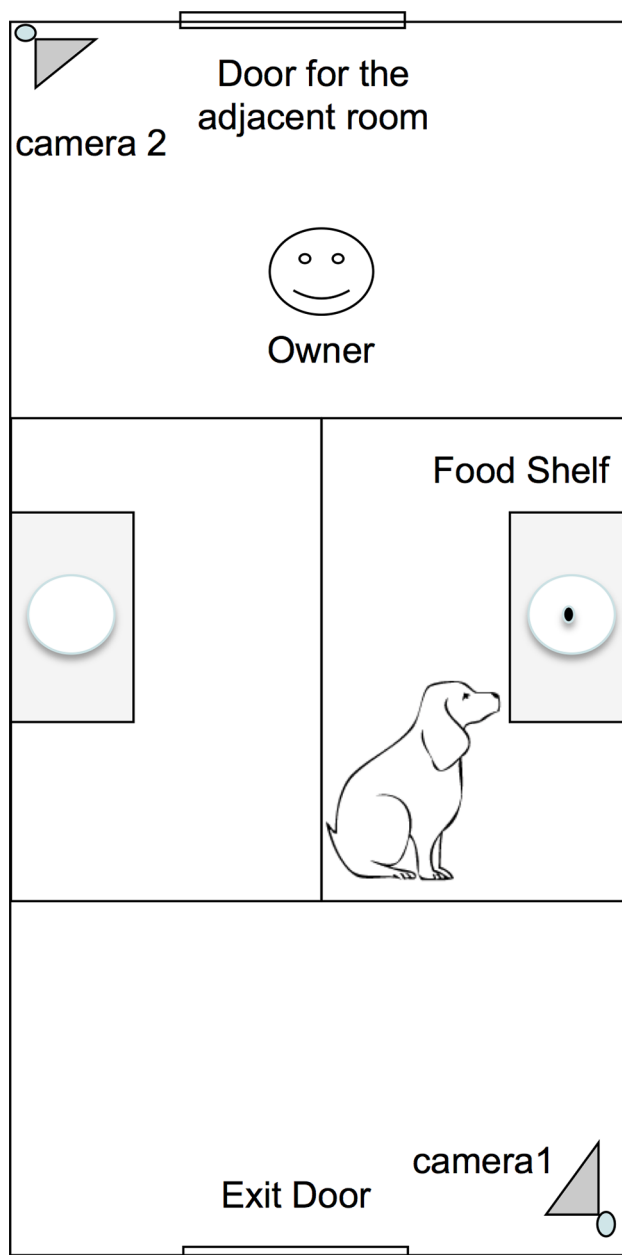 Door for the
adjacent room
camera 2
Owner
Food Shelf
camera1
Exit Door